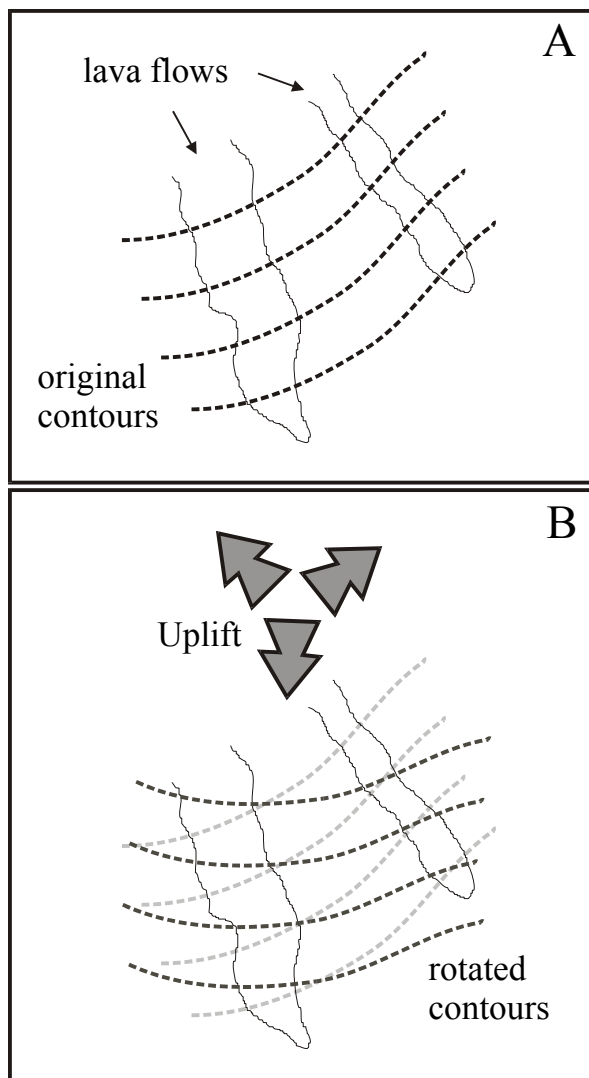 A
lava flows
original
contours
B
Uplift
rotated
contours